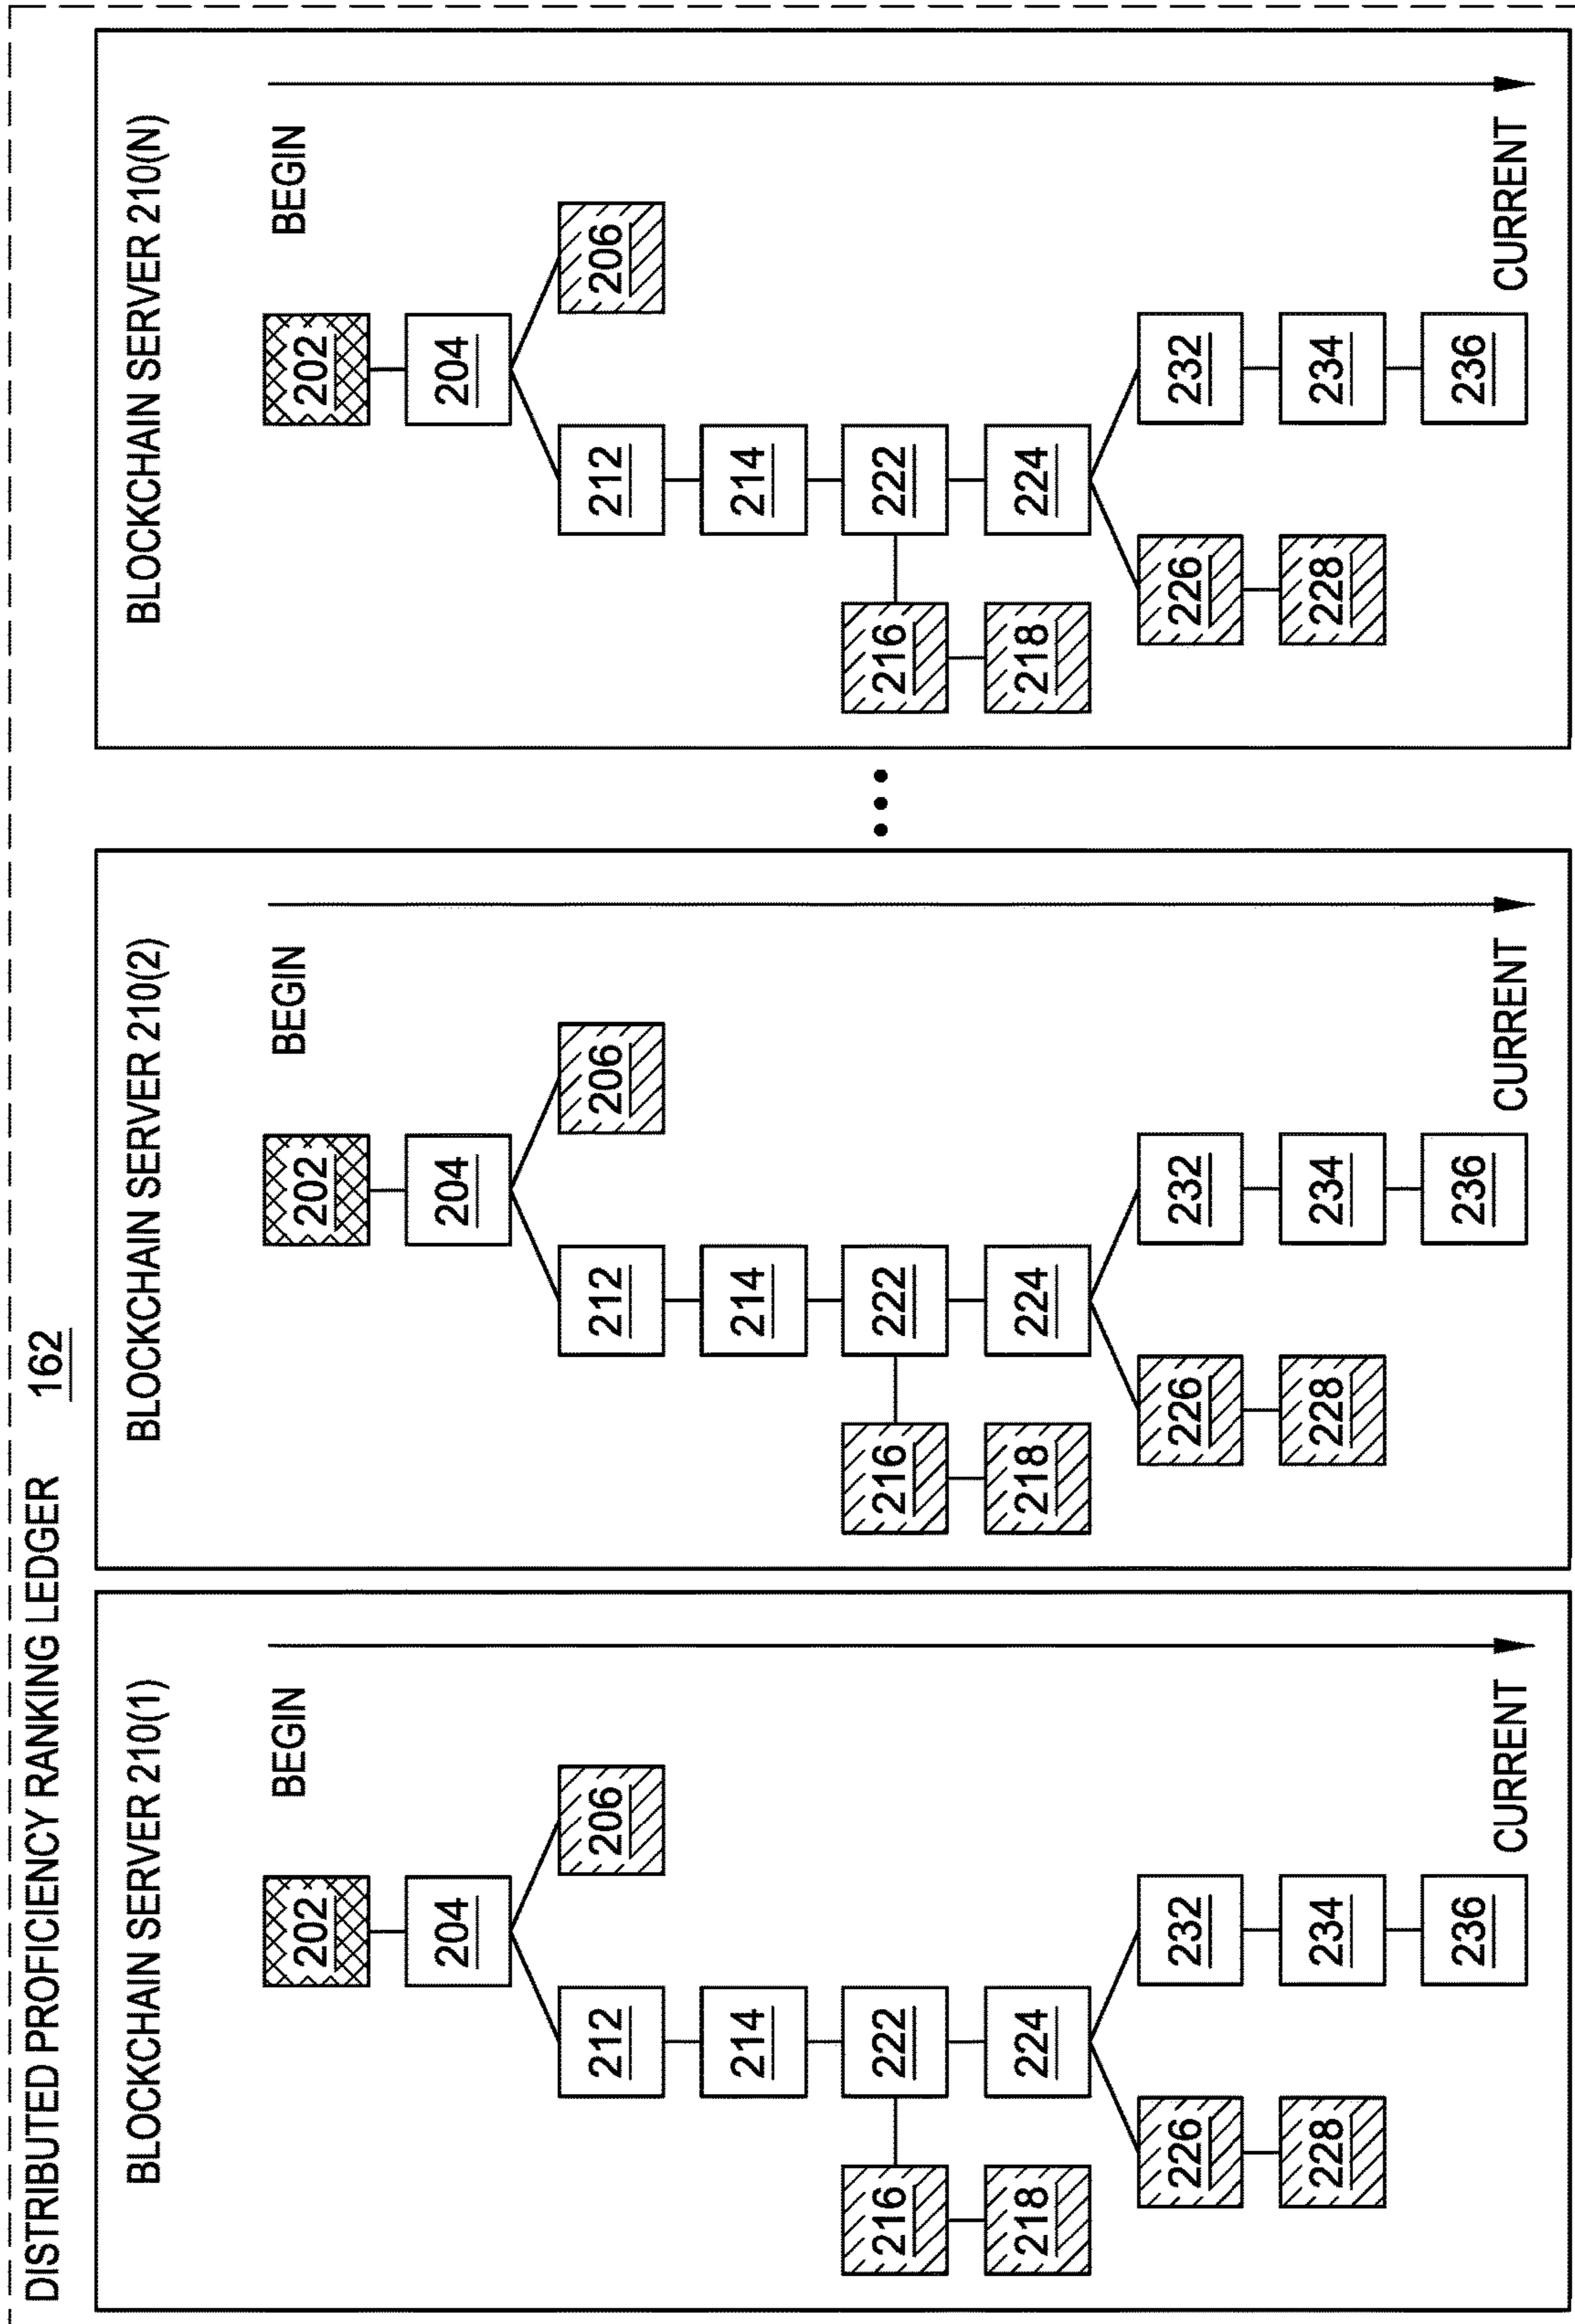 DISTRIBUTED PROFICIENCY RANKING LEDGER 162
BLOCKCHAIN SERVER 210(1)
BEGIN
202
204
212 206
214
216 222
218 224
226 232
228 234
236
CURRENT
BLOCKCHAIN SERVER 210(2)
BEGIN
202
204
212 206
214
216 222
218 224
226 232
228 234
236
CURRENT
BLOCKCHAIN SERVER 210(N)
BEGIN
202
204
212 206
214
216 222
218 224
226 232
228 234
236
CURRENT